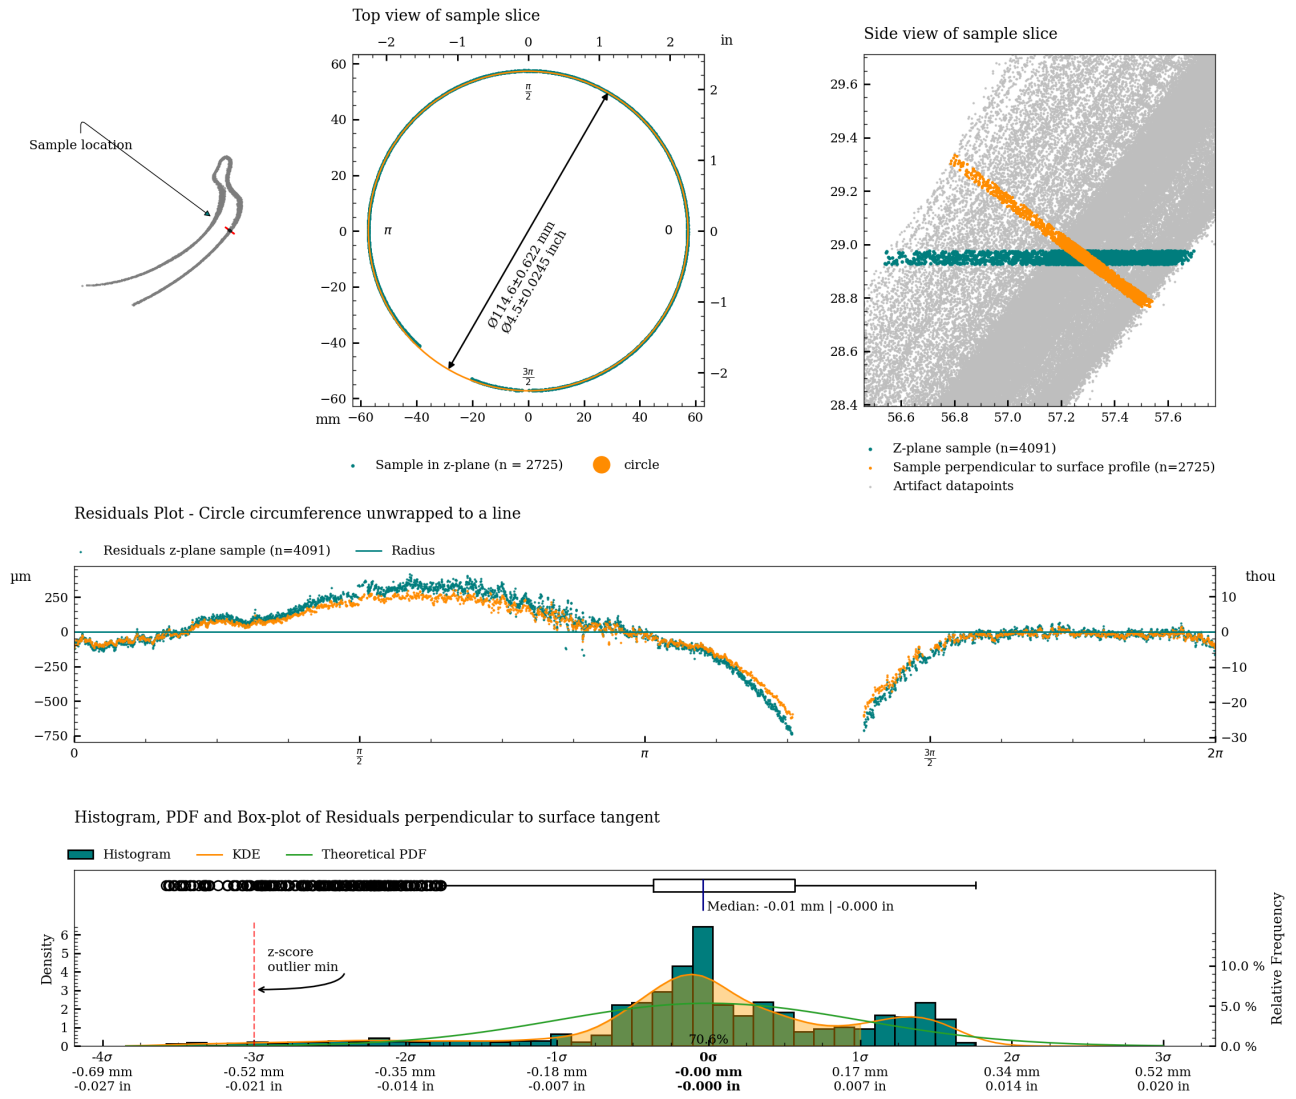 Top view of sample slice
−2 −1 0 1 2 in
Side view of sample slice
Sample location
60
40
20
0
−20
−40
−60
mm
−60 −40 −20 0 20 40 60
2
1
0
−1
−2
π/2
π
0
3π/2
Ø114.6±0.622 mm
Ø4.5±0.0245 inch
29.6
29.4
29.2
29.0
28.8
28.6
28.4
56.6 56.8 57.0 57.2 57.4 57.6
Sample in z-plane (n = 2725) circle
Z-plane sample (n=4091)
Sample perpendicular to surface profile (n=2725)
Artifact datapoints
Residuals Plot - Circle circumference unwrapped to a line
Residuals z-plane sample (n=4091) Radius
µm
thou
250
0
−250
−500
−750
10
0
−10
−20
−30
0 π/2 π 3π/2 2π
Histogram, PDF and Box-plot of Residuals perpendicular to surface tangent
Histogram KDE Theoretical PDF
Median: -0.01 mm | -0.000 in
z-score
outlier min
Density
6
5
4
3
2
1
0
Relative Frequency
10.0 %
5.0 %
0.0 %
70.6%
-4σ -3σ -2σ -1σ 0σ 1σ 2σ 3σ
-0.69 mm -0.52 mm -0.35 mm -0.18 mm -0.00 mm 0.17 mm 0.34 mm 0.52 mm
-0.027 in -0.021 in -0.014 in -0.007 in -0.000 in 0.007 in 0.014 in 0.020 in